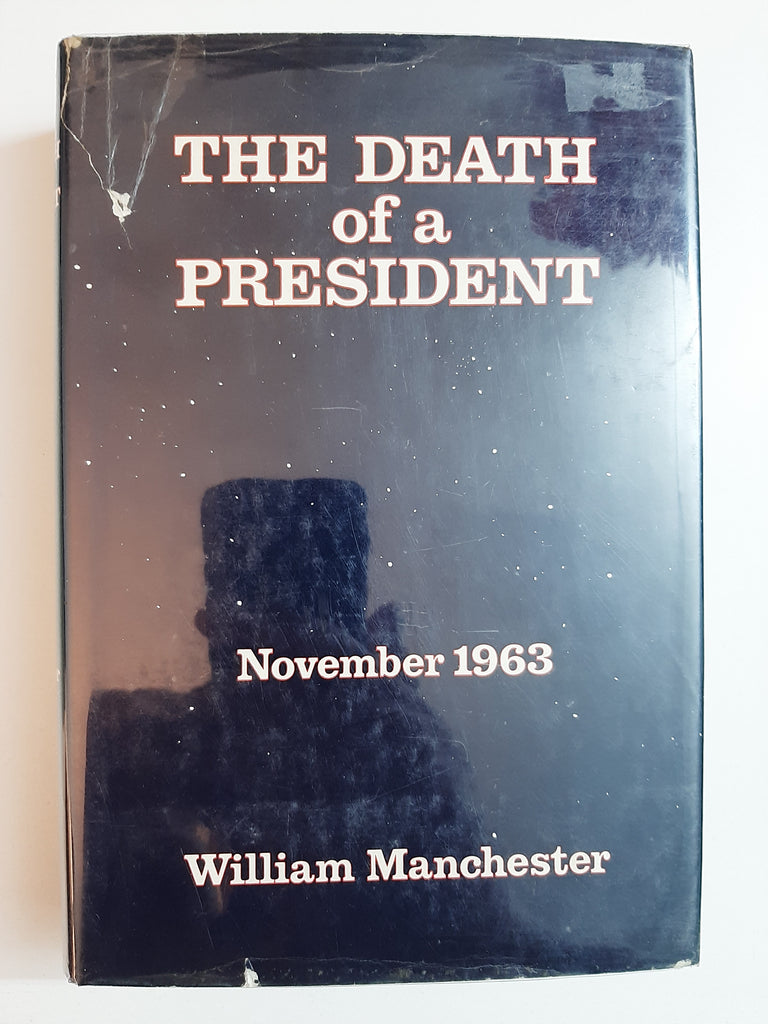 THE DEATH
of a
PRESIDENT
November 1963
William Manchester